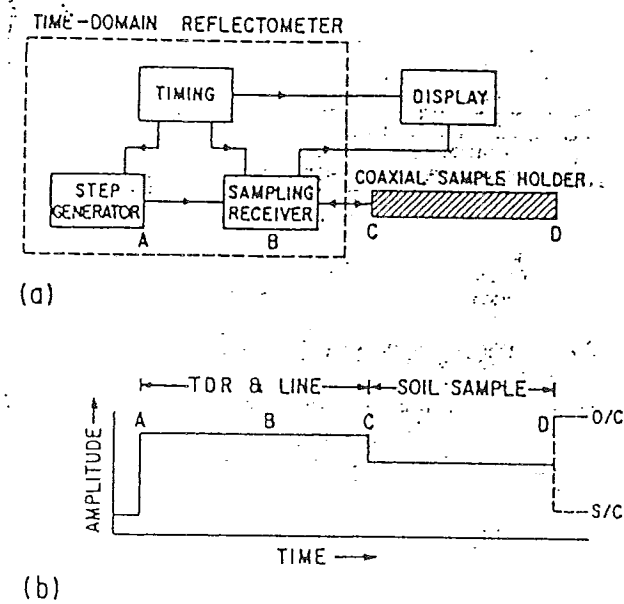 TIME-DOMAIN REFLECTOMETER
TIMING
DISPLAY
STEP
GENERATOR
A
SAMPLING
RECEIVER
B
COAXIAL SAMPLE HOLDER
C
D
(a)
TDR & LINE
SOIL SAMPLE
A
B
C
D
O/C
S/C
AMPLITUDE
TIME
(b)